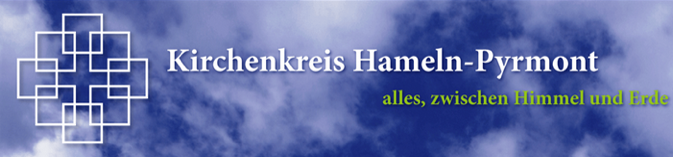 Kirchenkreis Hameln-Pyrmont
alles, zwischen Himmel und Erde